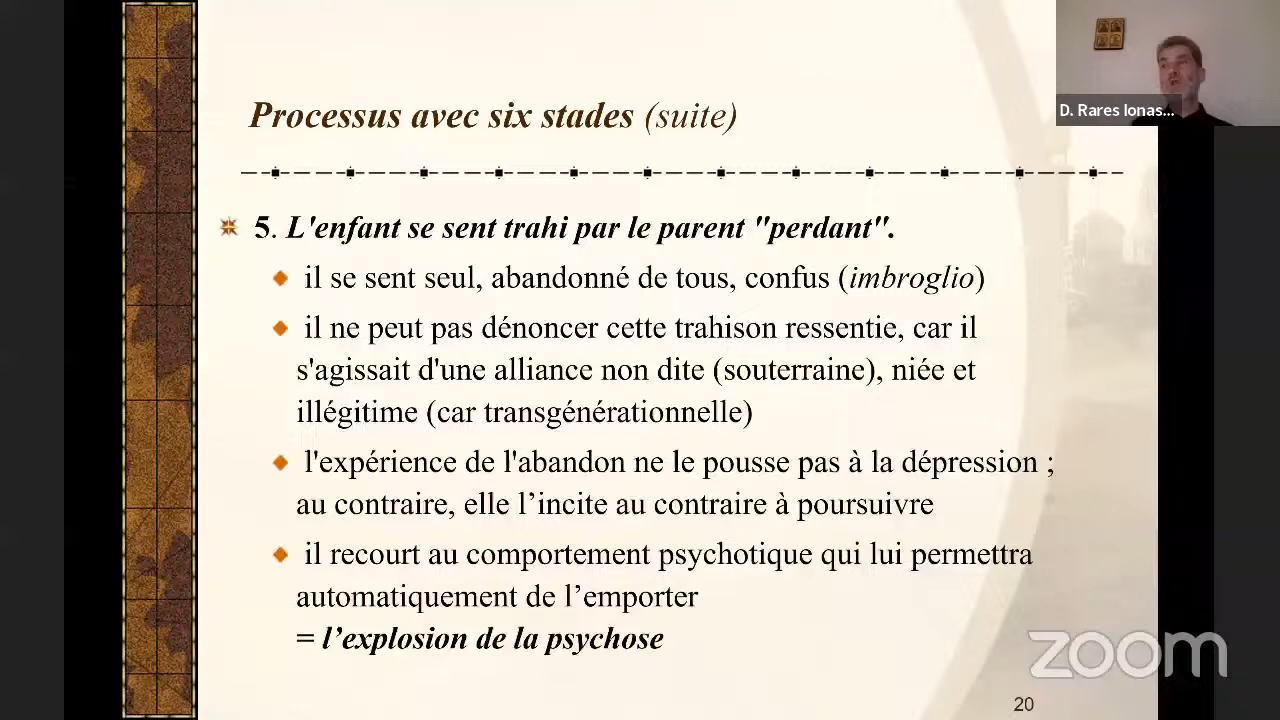 D. Rares Ionas...
Processus avec six stades (suite)
5. L'enfant se sent trahi par le parent "perdant".
il se sent seul, abandonné de tous, confus (imbroglio)
il ne peut pas dénoncer cette trahison ressentie, car il
s'agissait d'une alliance non dite (souterraine), niée et
illégitime (car transgénérationnelle)
l'expérience de l'abandon ne le pousse pas à la dépression ;
au contraire, elle l’incite au contraire à poursuivre
il recourt au comportement psychotique qui lui permettra
automatiquement de l’emporter
= l’explosion de la psychose
zoom
20